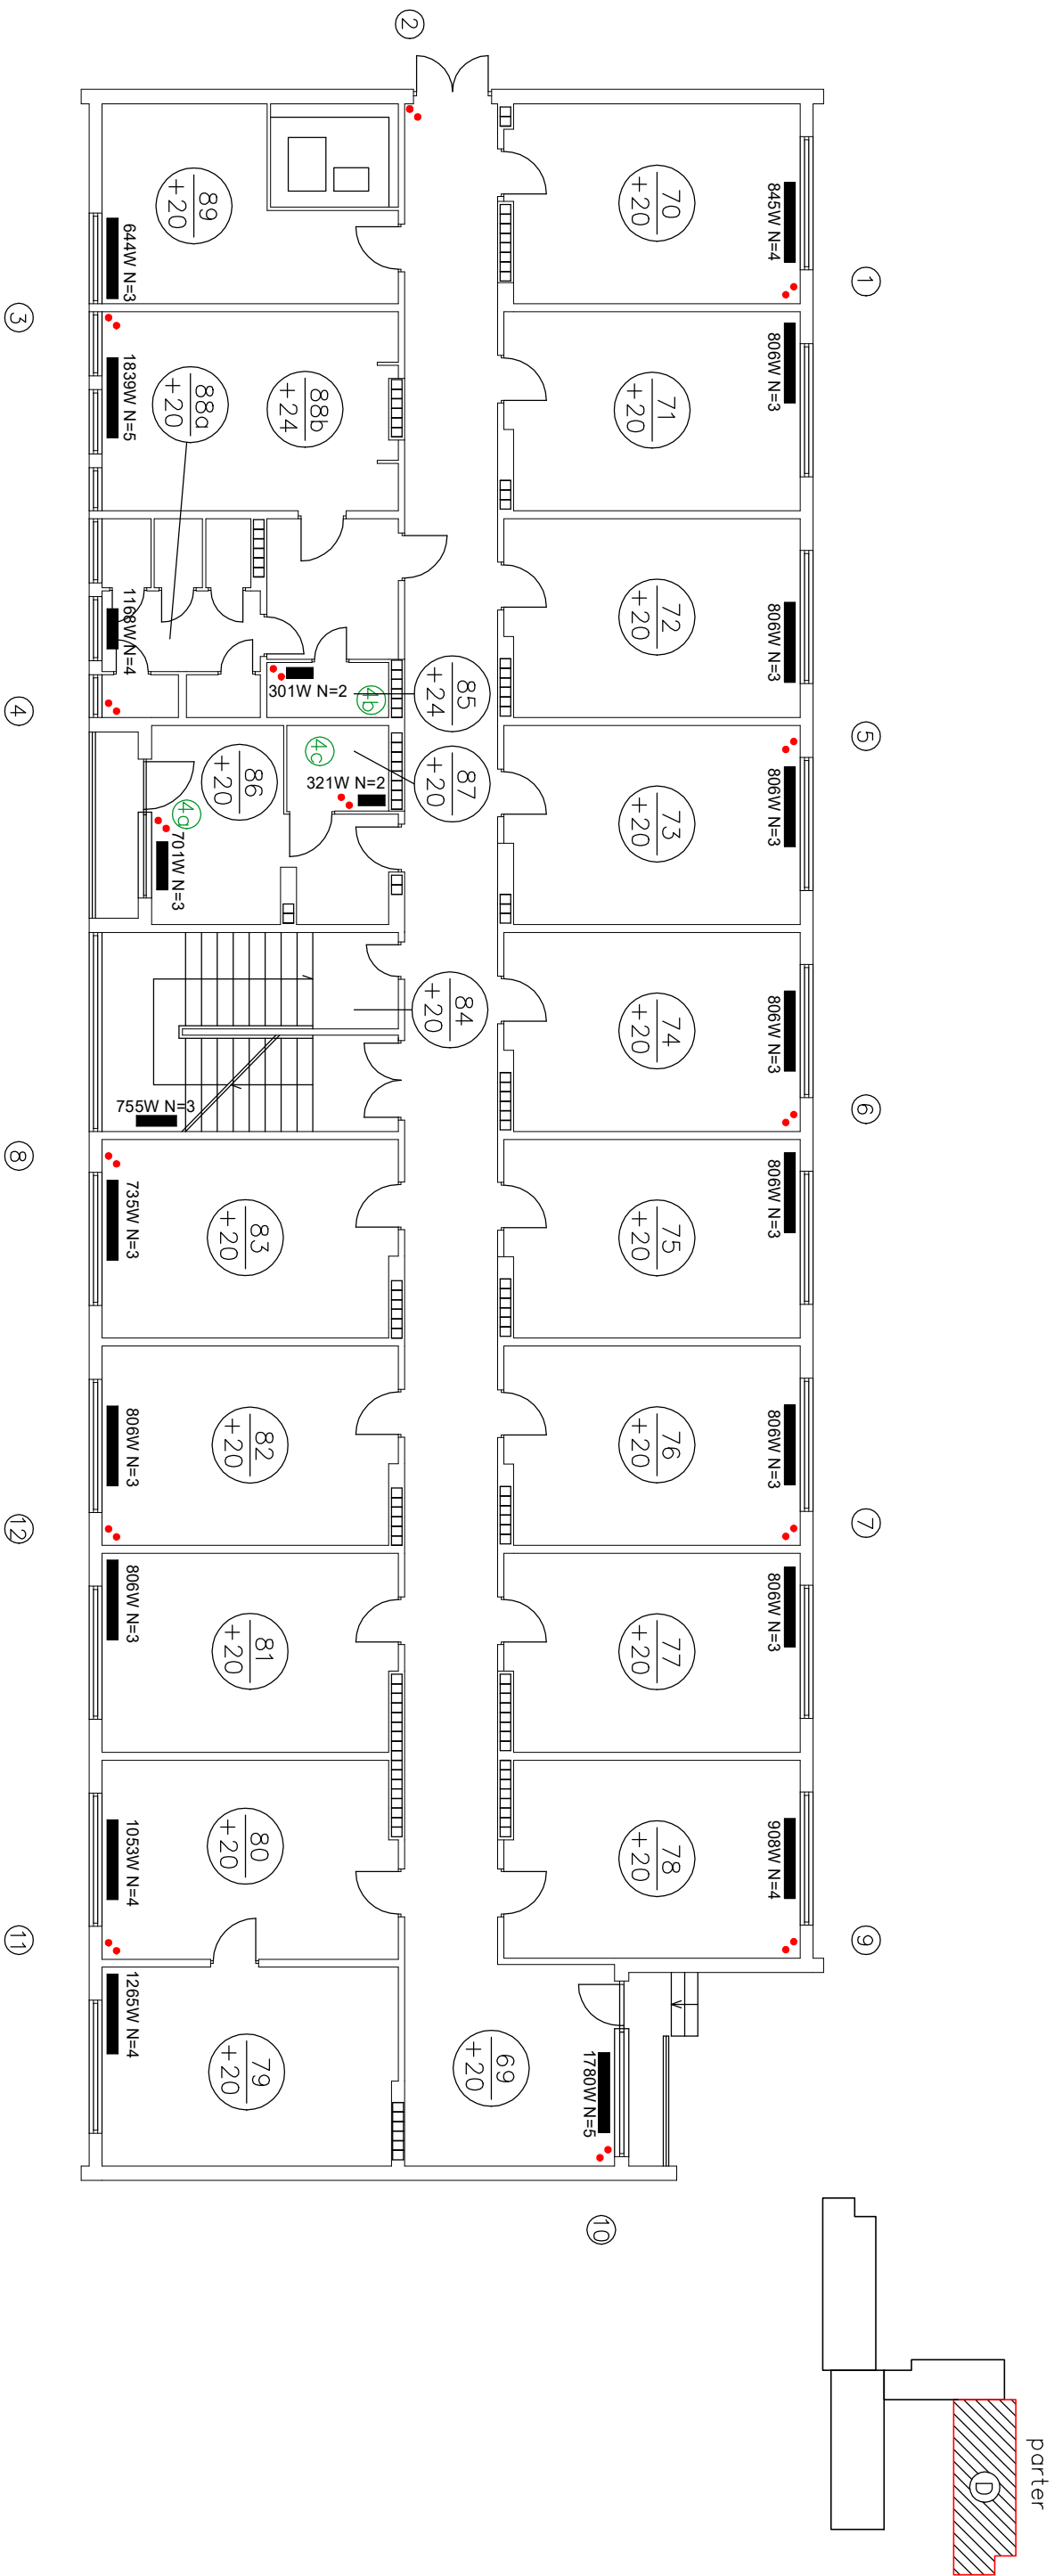 parter
D
1
5
6
7
9
845W N=4
806W N=3
806W N=3
806W N=3
806W N=3
806W N=3
806W N=3
806W N=3
908W N=4
70
+20
71
+20
72
+20
73
+20
74
+20
75
+20
76
+20
77
+20
78
+20
1780W N=5
10
69
+20
2
85
+24
87
+20
84
+20
4b
301W N=2
4c
321W N=2
89
+20
88b
+24
88a
+20
86
+20
4a
83
+20
82
+20
81
+20
80
+20
79
+20
644W N=3
1839W N=5
1168W N=4
701W N=3
755W N=3
735W N=3
806W N=3
806W N=3
1053W N=4
1265W N=4
3
4
8
12
11